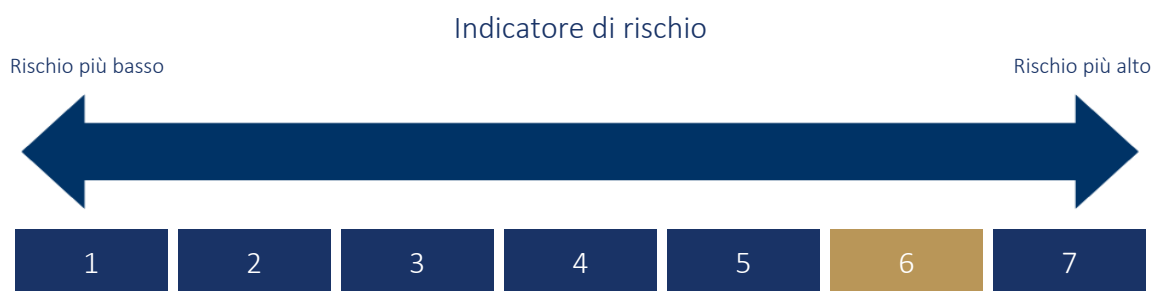 Indicatore di rischio
Rischio più basso Rischio più alto
1 2 3 4 5 6 7